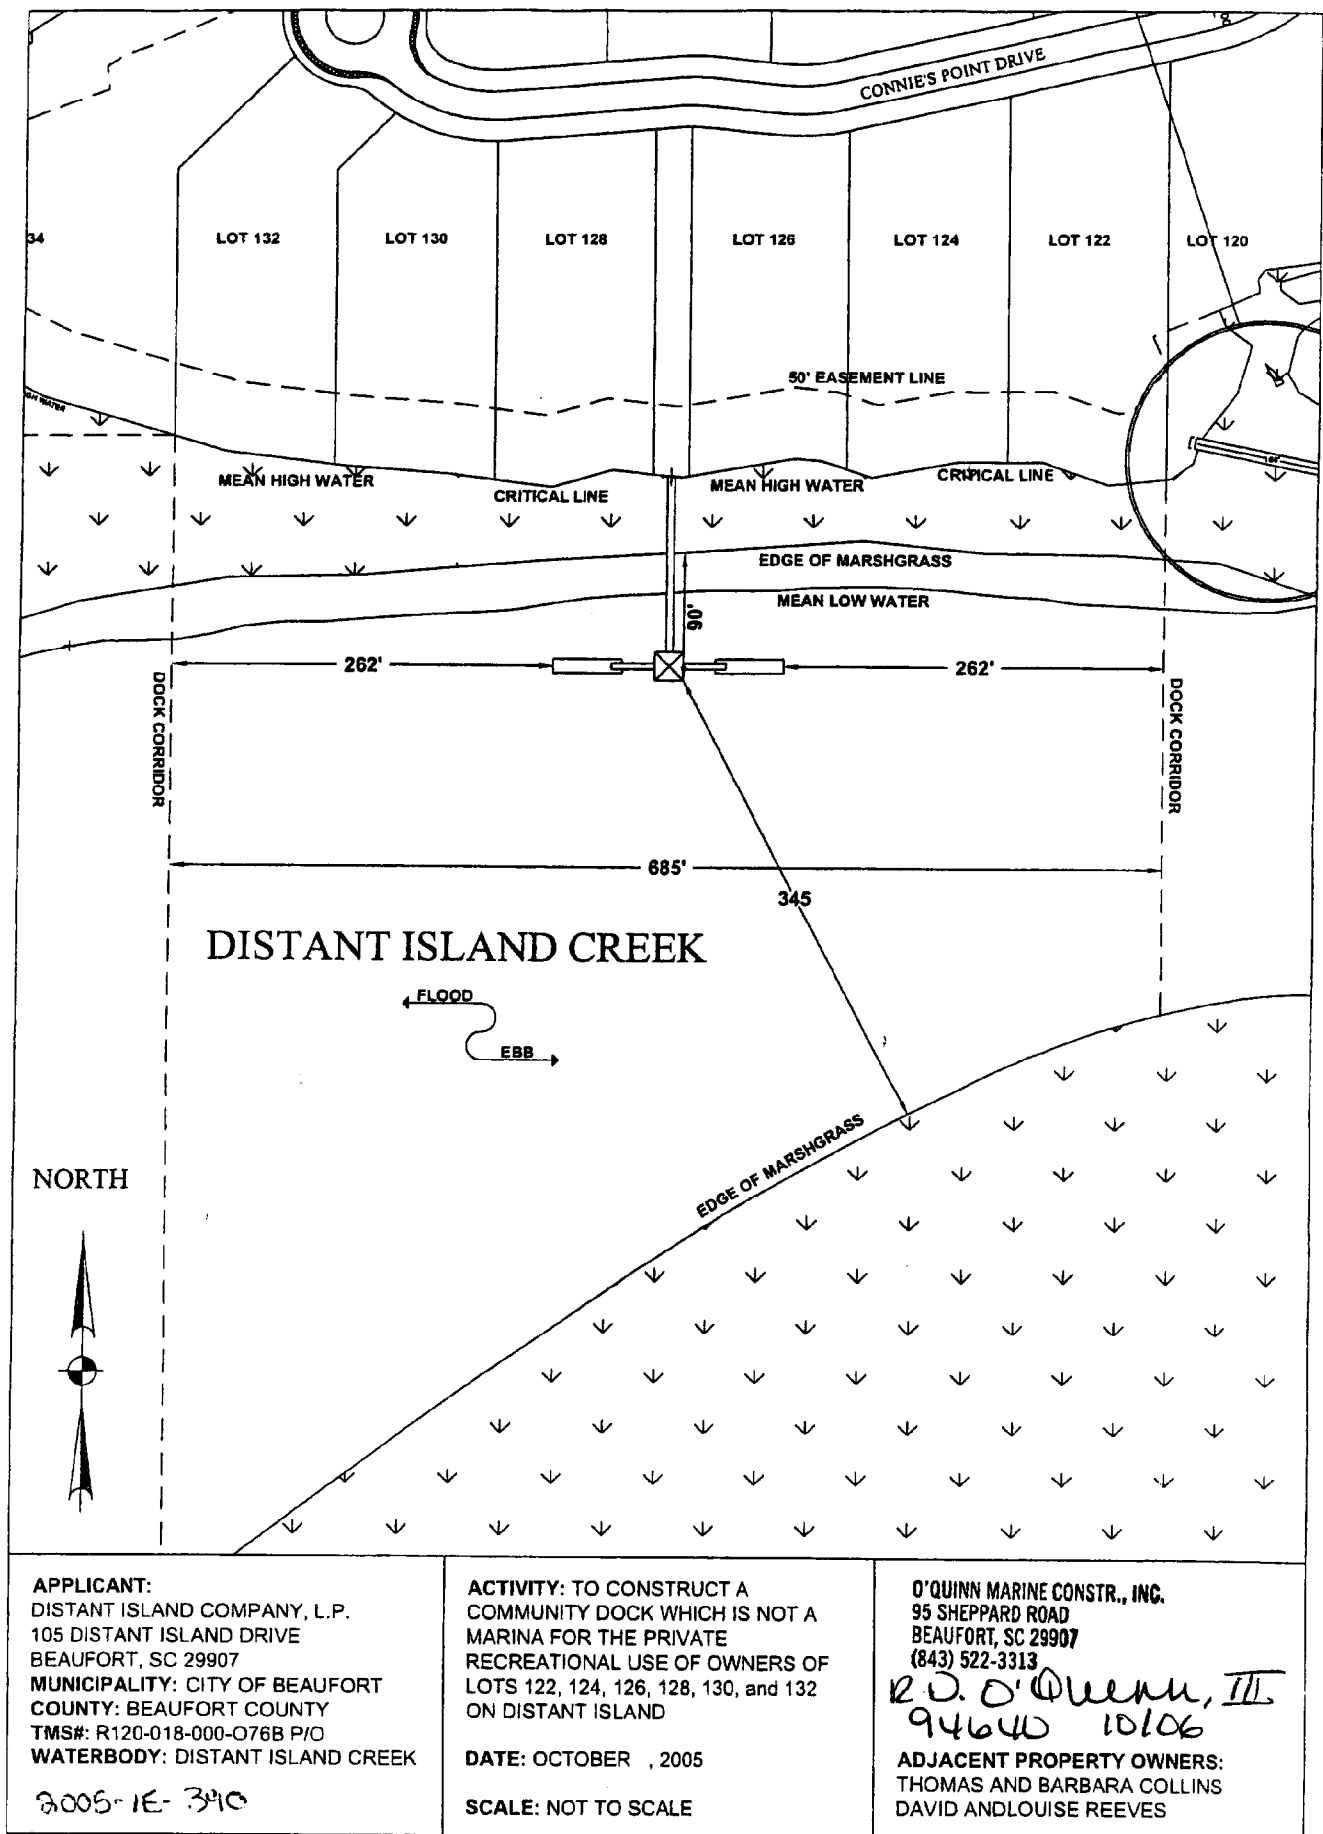 CONNIE'S POINT DRIVE
34
LOT 132
LOT 130
LOT 128
LOT 126
LOT 124
LOT 122
LOT 120
50' EASEMENT LINE
MEAN HIGH WATER
CRITICAL LINE
MEAN HIGH WATER
CRITICAL LINE
EDGE OF MARSHGRASS
MEAN LOW WATER
90'
262'
262'
DOCK CORRIDOR
DOCK CORRIDOR
685'
345
DISTANT ISLAND CREEK
FLOOD
EBB
EDGE OF MARSHGRASS
NORTH
APPLICANT:
DISTANT ISLAND COMPANY, L.P.
105 DISTANT ISLAND DRIVE
BEAUFORT, SC 29907
MUNICIPALITY: CITY OF BEAUFORT
COUNTY: BEAUFORT COUNTY
TMS#: R120-018-000-O76B P/O
WATERBODY: DISTANT ISLAND CREEK
2005-1E-390
ACTIVITY: TO CONSTRUCT A
COMMUNITY DOCK WHICH IS NOT A
MARINA FOR THE PRIVATE
RECREATIONAL USE OF OWNERS OF
LOTS 122, 124, 126, 128, 130, and 132
ON DISTANT ISLAND
DATE: OCTOBER , 2005
SCALE: NOT TO SCALE
O'QUINN MARINE CONSTR., INC.
95 SHEPPARD ROAD
BEAUFORT, SC 29907
(843) 522-3313
R.D. O'Quinn, III
94640 10106
ADJACENT PROPERTY OWNERS:
THOMAS AND BARBARA COLLINS
DAVID ANDLOUISE REEVES